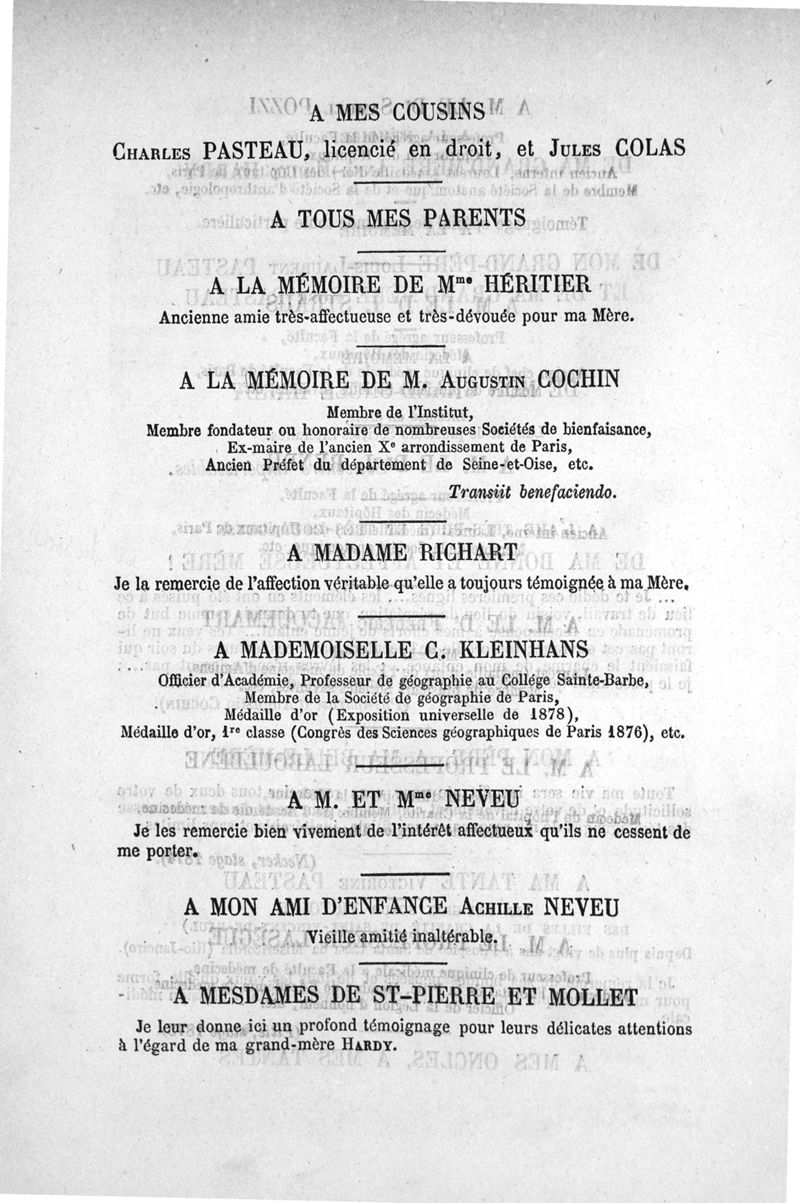 A MES COUSINS
CHARLES PASTEAU, licencié en droit, et JULES COLAS
A TOUS MES PARENTS
A LA MÉMOIRE DE Mme HÉRITIER
Ancienne amie très-affectueuse et très-dévouée pour ma Mère.
A LA MÉMOIRE DE M. AUGUSTIN COCHIN
Membre de l'Institut,
Membre fondateur ou honoraire de nombreuses Sociétés de bienfaisance,
Ex-maire de l'ancien Xe arrondissement de Paris,
Ancien Préfet du département de Seine-et-Oise, etc.
Transiit benefaciendo.
A MADAME RICHART
Je la remercie de l'affection véritable qu'elle a toujours témoignée à ma Mère.
A MADEMOISELLE C. KLEINHANS
Officier d'Académie, Professeur de géographie au Collége Sainte-Barbe,
Membre de la Société de géographie de Paris,
Médaille d'or (Exposition universelle de 1878),
Médaille d'or, 1re classe (Congrès des Sciences géographiques de Paris 1876), etc.
A M. ET Mme NEVEU
Je les remercie bien vivement de l'intérêt affectueux qu'ils ne cessent de
me porter.
A MON AMI D'ENFANCE ACHILLE NEVEU
Vieille amitié inaltérable.
A MESDAMES DE ST-PIERRE ET MOLLET
Je leur donne ici un profond témoignage pour leurs délicates attentions
à l'égard de ma grand-mère HARDY.